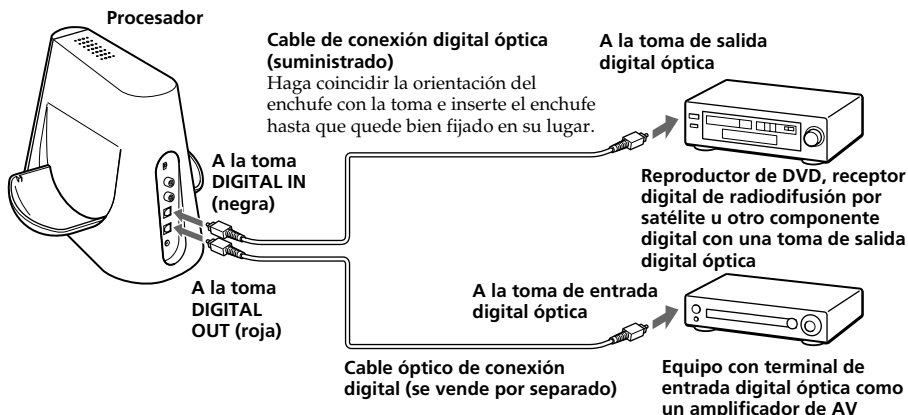 Procesador
Cable de conexión digital óptica
(suministrado)
Haga coincidir la orientación del
enchufe con la toma e inserte el enchufe
hasta que quede bien fijado en su lugar.
A la toma de salida
digital óptica
A la toma
DIGITAL IN
(negra)
Reproductor de DVD, receptor
digital de radiodifusión por
satélite u otro componente
digital con una toma de salida
digital óptica
A la toma
DIGITAL
OUT (roja)
A la toma de entrada
digital óptica
Cable óptico de conexión
digital (se vende por separado)
Equipo con terminal de
entrada digital óptica como
un amplificador de AV